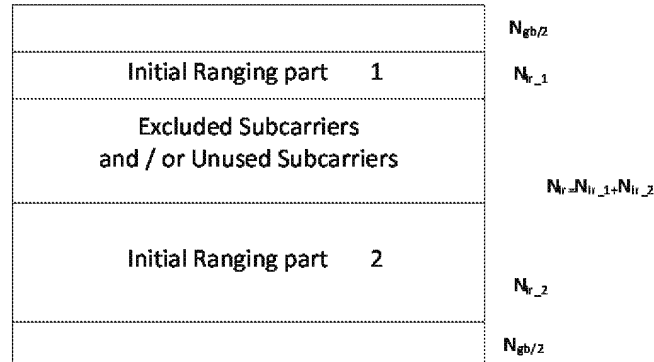 N_gb/2
Initial Ranging part 1
N_ir_1
Excluded Subcarriers
and / or Unused Subcarriers
N_ir=N_ir_1+N_ir_2
Initial Ranging part 2
N_ir_2
N_gb/2